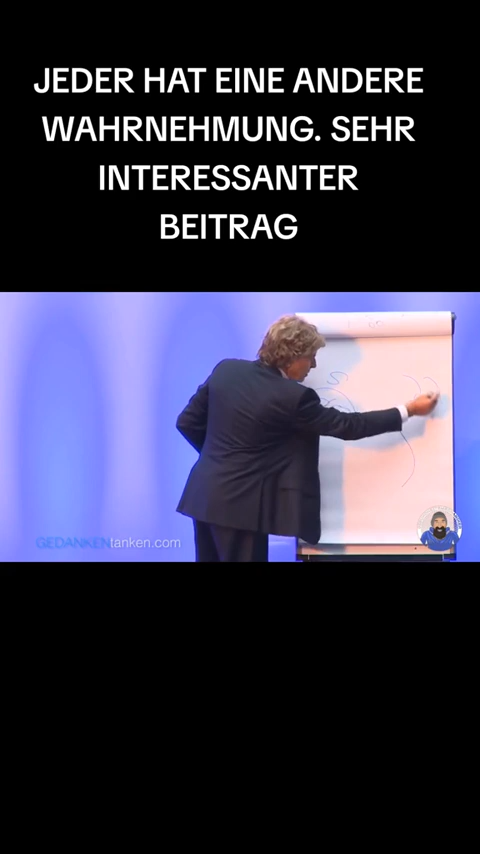 JEDER HAT EINE ANDERE
WAHRNEHMUNG. SEHR
INTERESSANTER
BEITRAG
S
GEDANKENtanken.com